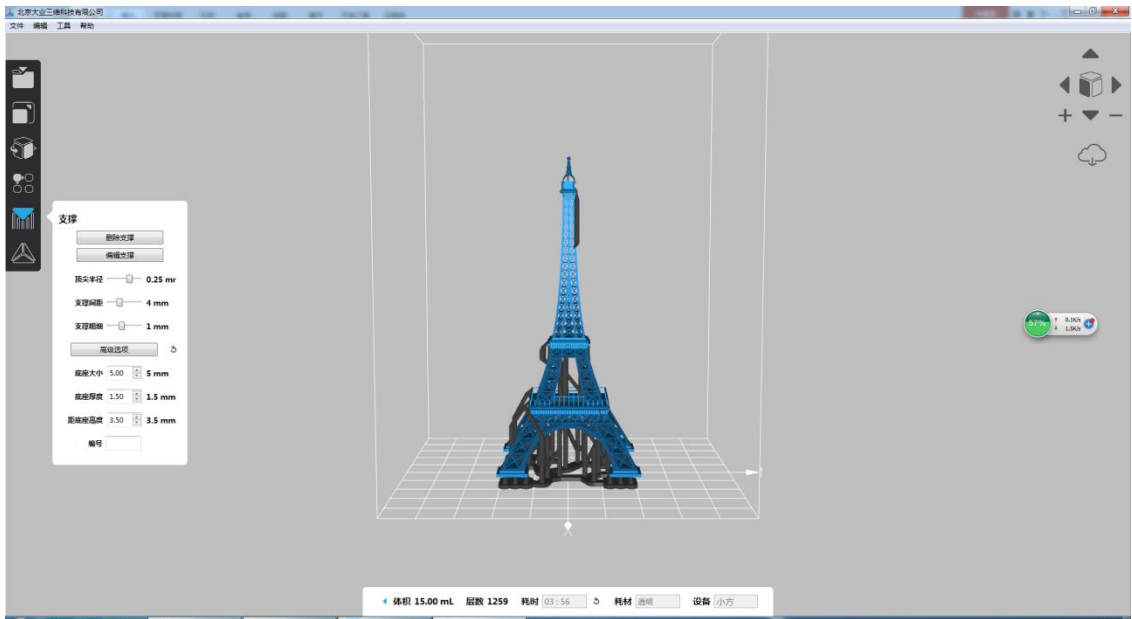 北京大业三维科技有限公司
文件 编辑 工具 帮助
支撑
删除支撑
编辑支撑
顶尖半径 0.25 mr
支撑间距 4 mm
支撑粗细 1 mm
高级选项
底座大小 5.00 5 mm
底座厚度 1.50 1.5 mm
距底座高度 3.50 3.5 mm
编号
57% 0.1K/s
1.8K/s
X
体积 15.00 mL 层数 1259 耗时 03:56 耗材 透明 设备 小方